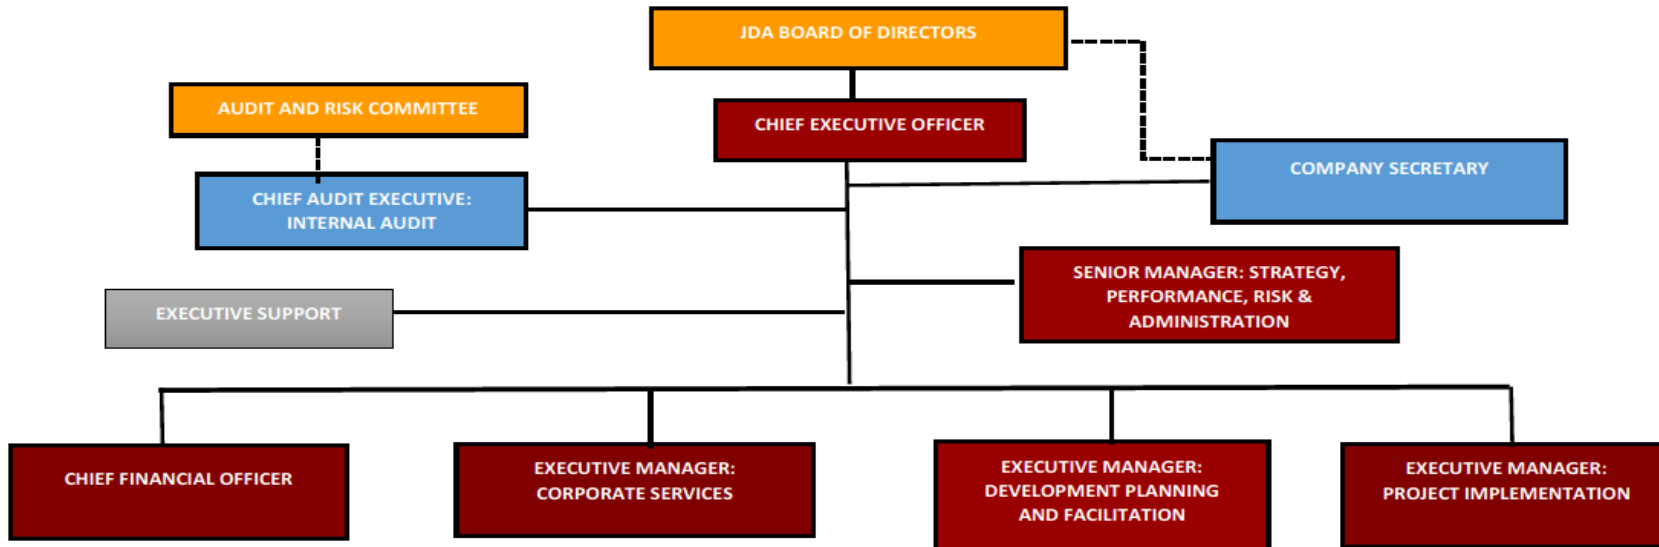 JDA BOARD OF DIRECTORS
AUDIT AND RISK COMMITTEE
CHIEF EXECUTIVE OFFICER
COMPANY SECRETARY
CHIEF AUDIT EXECUTIVE:
INTERNAL AUDIT
SENIOR MANAGER: STRATEGY,
PERFORMANCE, RISK &
ADMINISTRATION
EXECUTIVE SUPPORT
CHIEF FINANCIAL OFFICER
EXECUTIVE MANAGER:
CORPORATE SERVICES
EXECUTIVE MANAGER:
DEVELOPMENT PLANNING
AND FACILITATION
EXECUTIVE MANAGER:
PROJECT IMPLEMENTATION